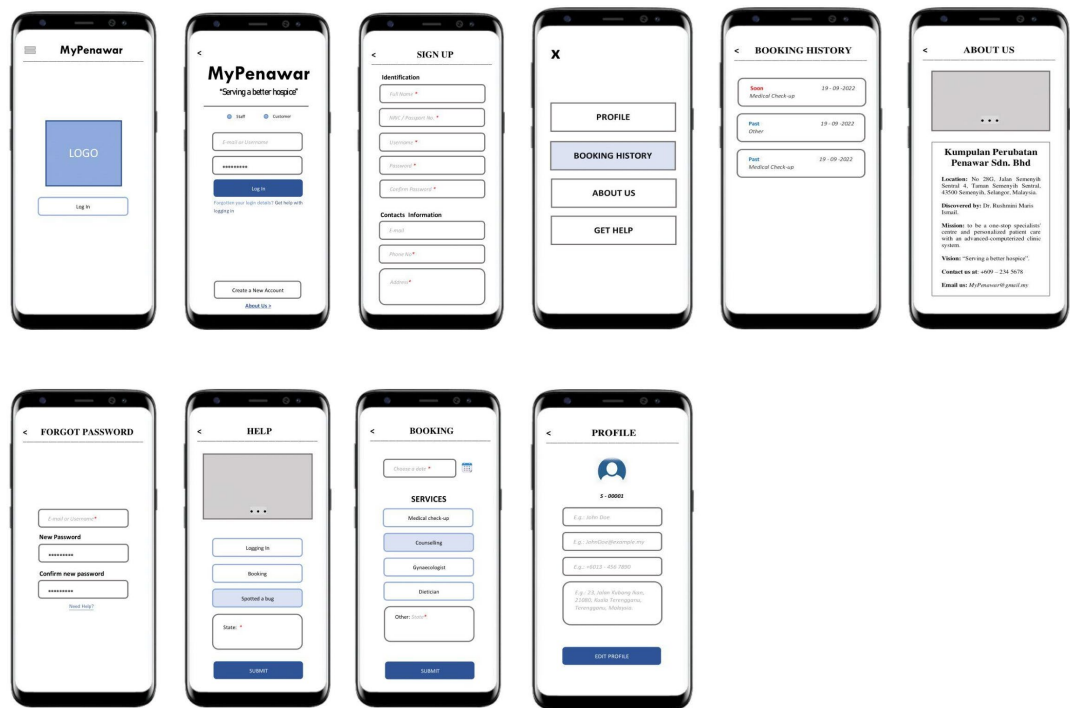 MyPenawar
LOGO
Log In
<
MyPenawar
"Serving a better hospice"
Staff Customer
E-mail or Username
*********
Log In
Forgotten your login details? Get help with
logging in
Create a New Account
About Us >
< SIGN UP
Identification
Full Name *
NRIC / Passport No. *
Username *
Password *
Confirm Password *
Contacts Information
E-mail
Phone No*
Address*
X
PROFILE
BOOKING HISTORY
ABOUT US
GET HELP
< BOOKING HISTORY
Soon 19 - 09 -2022
Medical Check-up
Past 19 - 09 -2022
Other
Past 19 - 09 -2022
Medical Check-up
< ABOUT US
Kumpulan Perubatan
Penawar Sdn. Bhd
Location: No 28G, Jalan Semenyih
Sentral 4, Taman Semenyih Sentral,
43500 Semenyih, Selangor, Malaysia.
Discovered by: Dr. Rushmini Maris
Ismail.
Mission: to be a one-stop specialists'
centre and personalized patient care
with an advanced-computerized clinic
system.
Vision: "Serving a better hospice".
Contact us at: +609 – 234 5678
Email us: MyPenawar@gmail.my
< FORGOT PASSWORD
E-mail or Username*
New Password
*********
Confirm new password
*********
Need Help?
< HELP
Logging In
Booking
Spotted a bug
State: *
SUBMIT
< BOOKING
Choose a date *
SERVICES
Medical check-up
Counselling
Gynaecologist
Dietician
Other: State*
SUBMIT
< PROFILE
S - 00001
E.g.: John Doe
E.g.: JohnDoe@example.my
E.g.: +6013 - 456 7890
E.g.: 23, Jalan Kubang Ikan,
21080, Kuala Terengganu,
Terengganu, Malaysia.
EDIT PROFILE